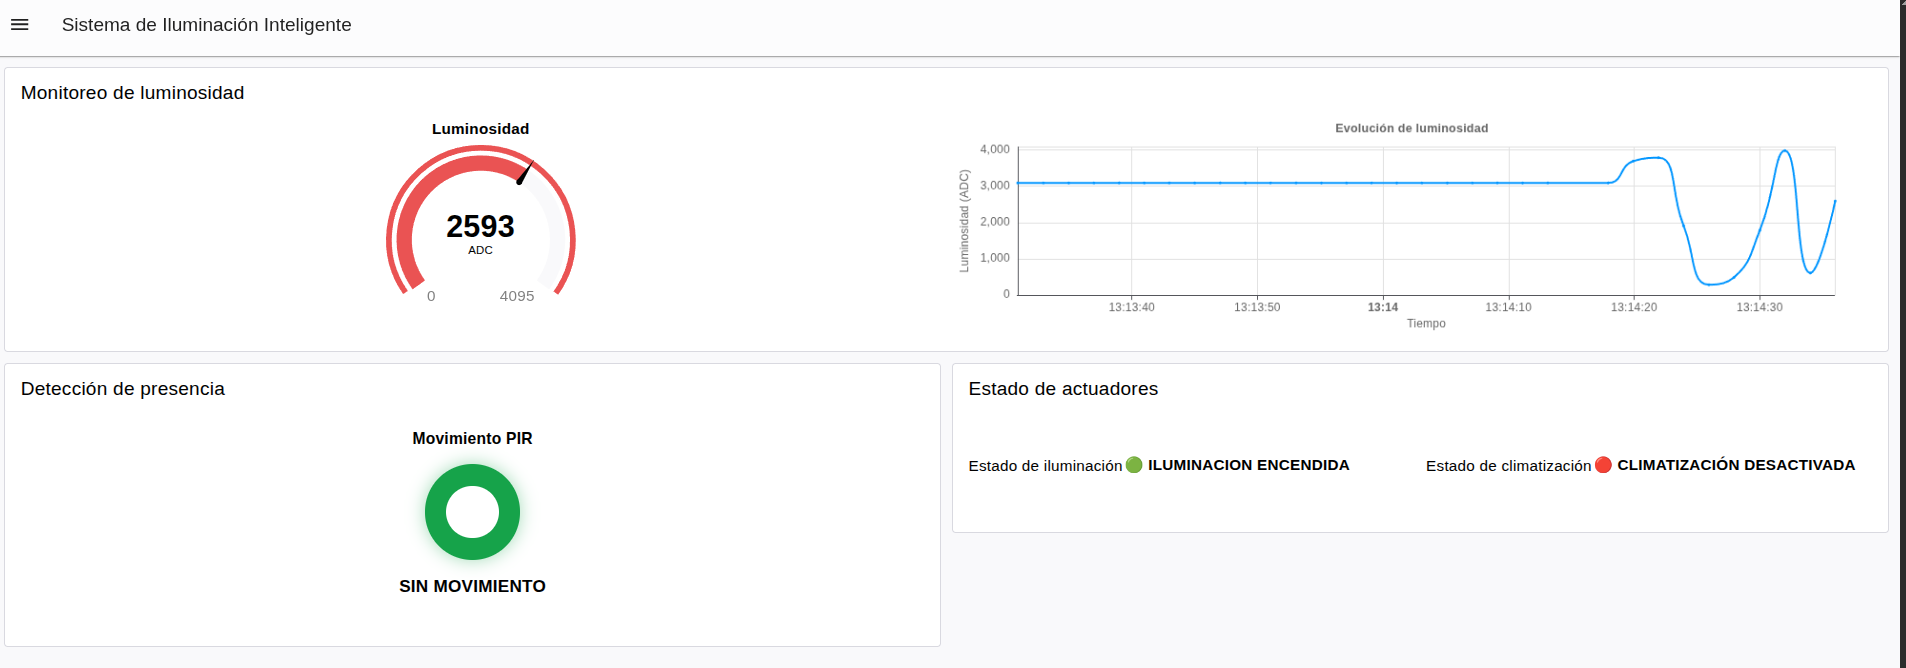 Sistema de Iluminación Inteligente
Monitoreo de luminosidad
Luminosidad
2593
ADC
0
4095
Evolución de luminosidad
Luminosidad (ADC)
4,000
3,000
2,000
1,000
0
13:13:40
13:13:50
13:14
13:14:10
13:14:20
13:14:30
Tiempo
Detección de presencia
Movimiento PIR
SIN MOVIMIENTO
Estado de actuadores
Estado de iluminación ILUMINACION ENCENDIDA
Estado de climatización CLIMATIZACIÓN DESACTIVADA